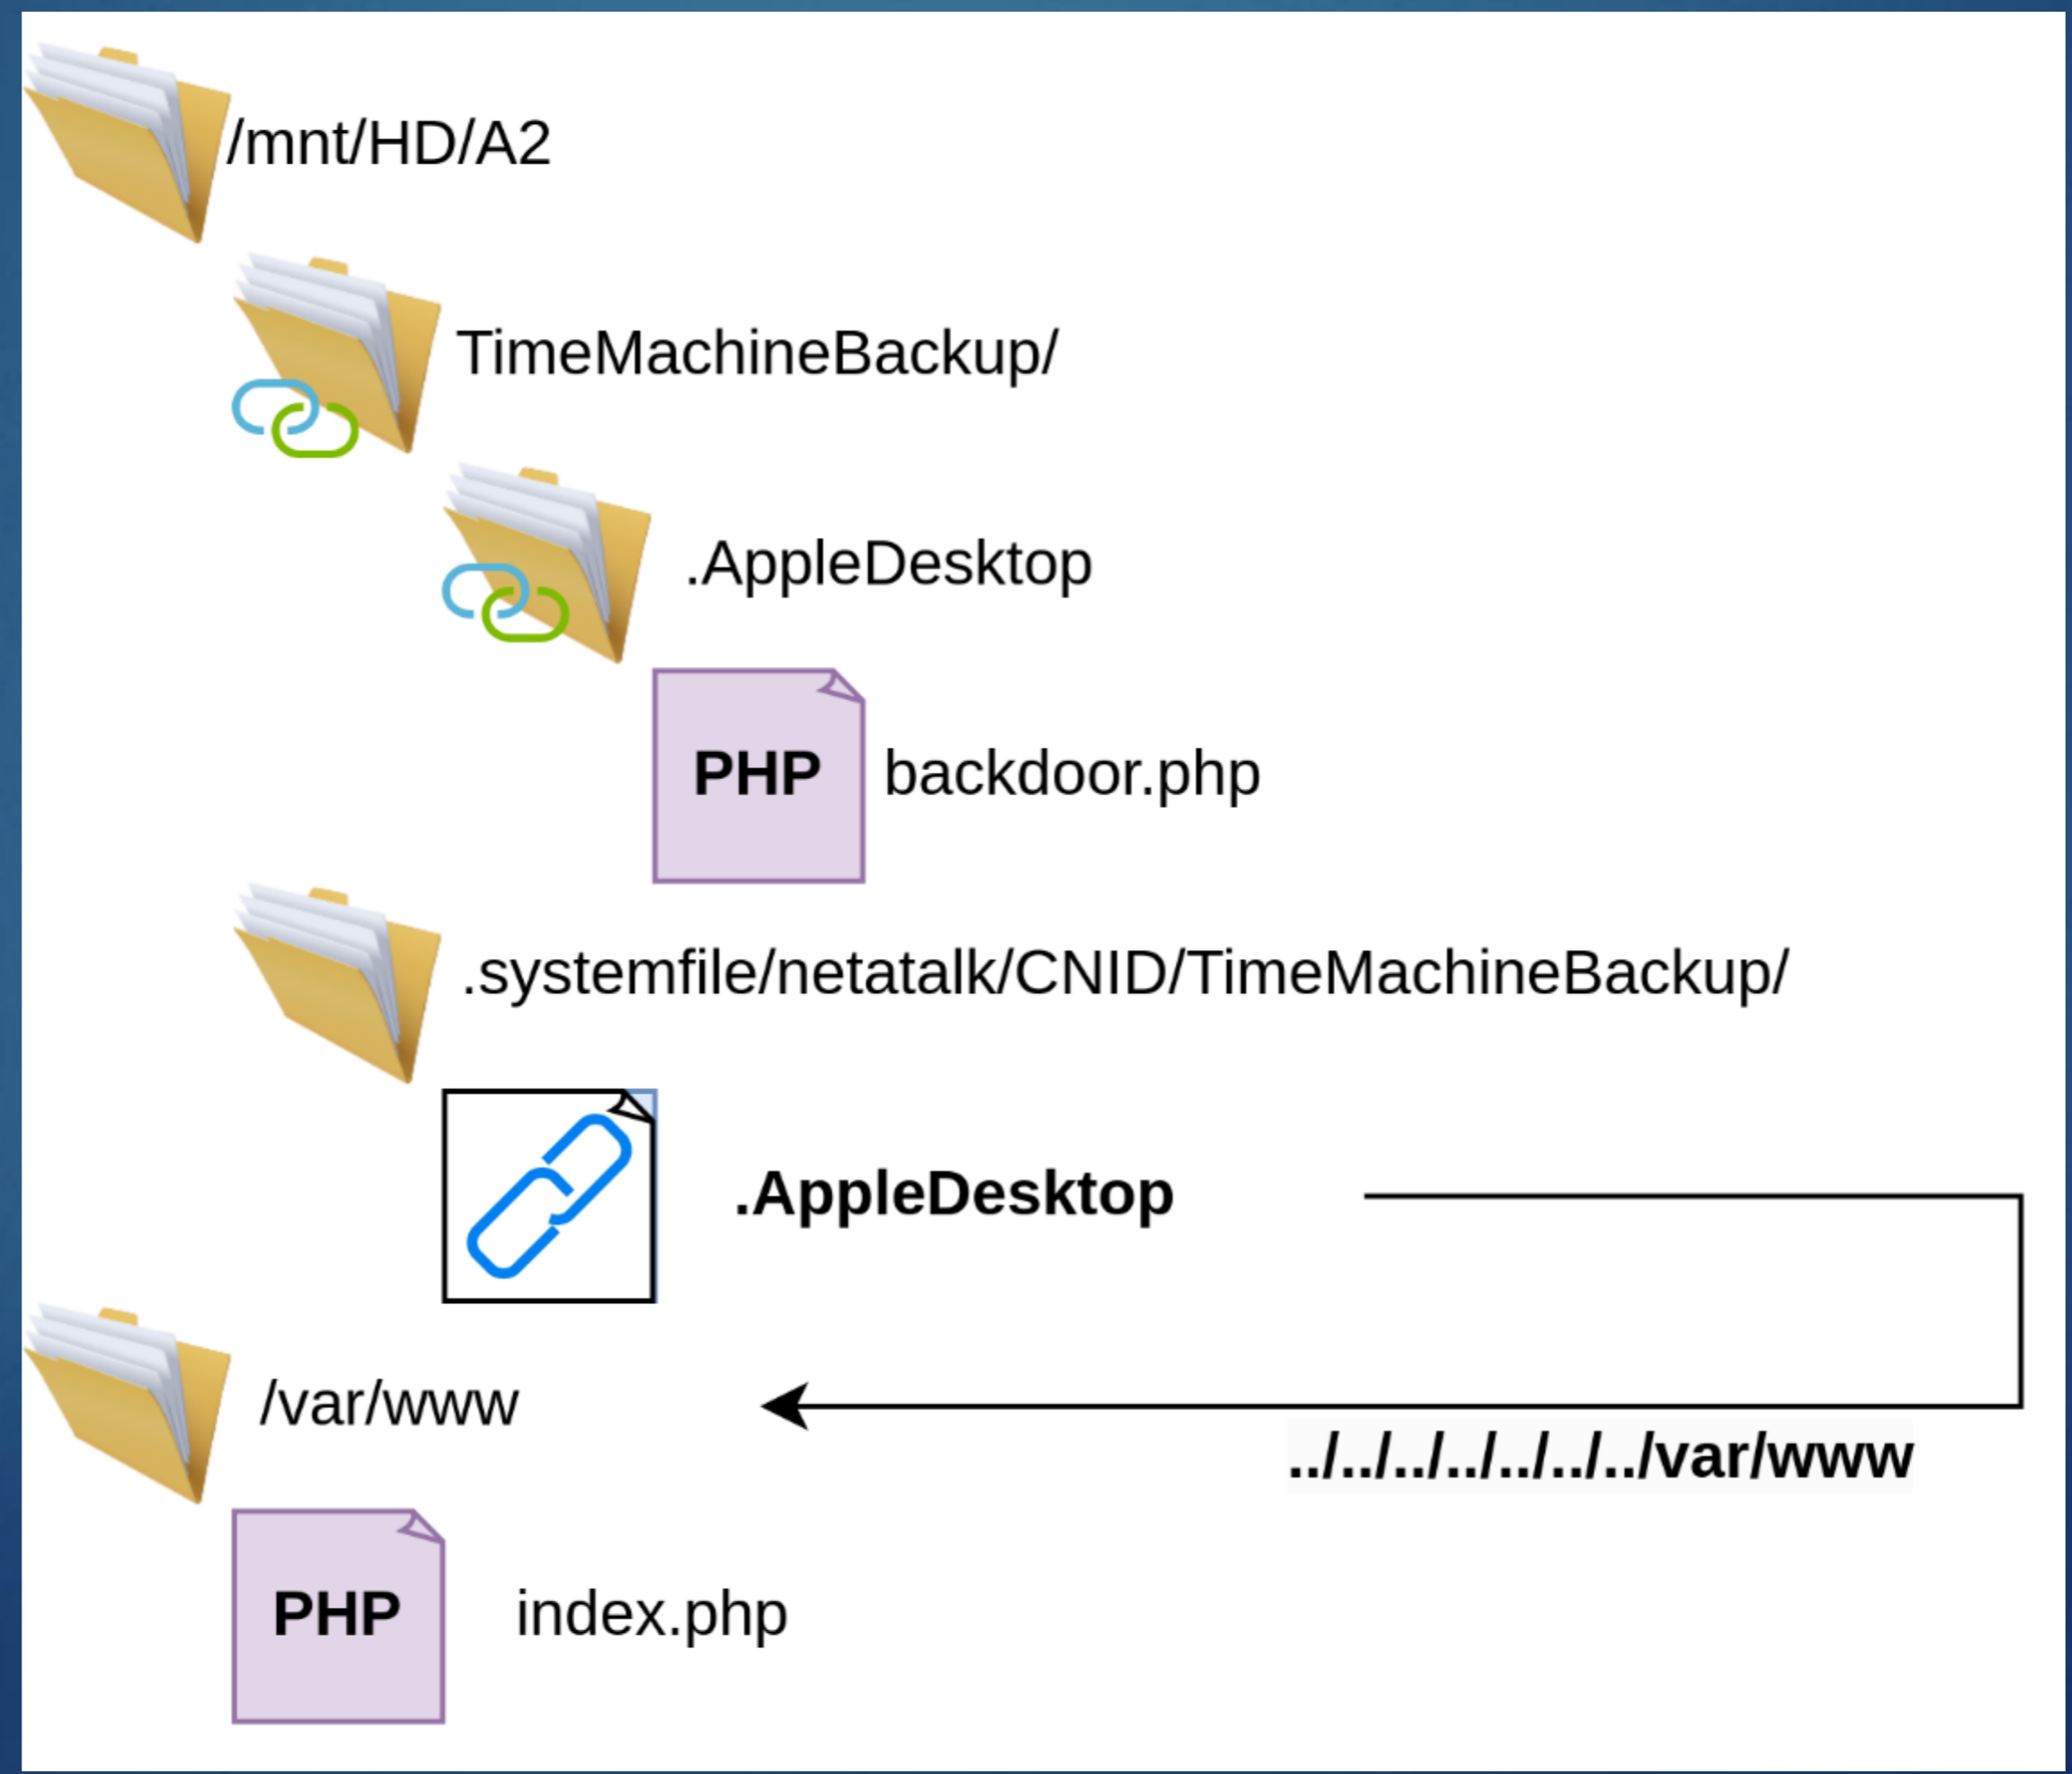 /mnt/HD/A2
TimeMachineBackup/
.AppleDesktop
PHP
backdoor.php
.systemfile/netatalk/CNID/TimeMachineBackup/
.AppleDesktop
/var/www
../../../../../../../var/www
PHP
index.php